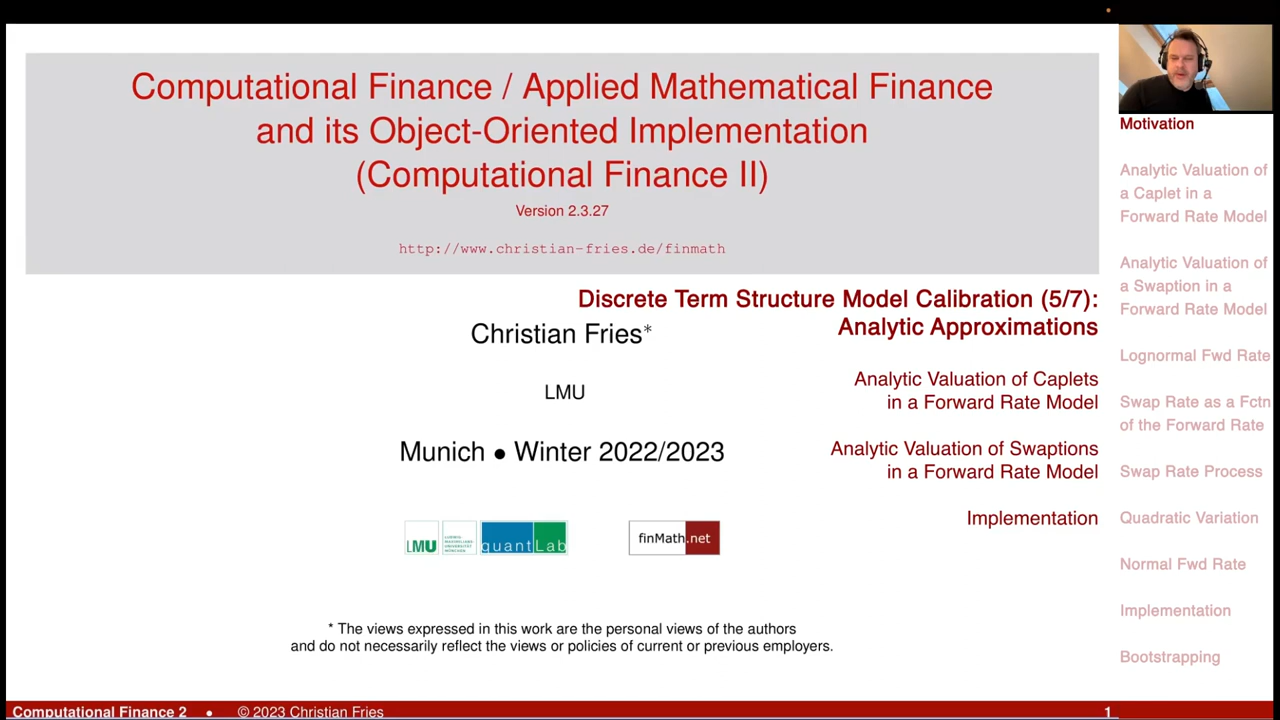 Computational Finance / Applied Mathematical Finance
and its Object-Oriented Implementation
(Computational Finance II)
Version 2.3.27
http://www.christian-fries.de/finmath
Discrete Term Structure Model Calibration (5/7):
Analytic Approximations
Christian Fries*
LMU
Analytic Valuation of Caplets
in a Forward Rate Model
Munich • Winter 2022/2023
Analytic Valuation of Swaptions
in a Forward Rate Model
Implementation
LMU
quantLab
finMath.net
* The views expressed in this work are the personal views of the authors
and do not necessarily reflect the views or policies of current or previous employers.
Motivation
Analytic Valuation of
a Caplet in a
Forward Rate Model
Analytic Valuation of
a Swaption in a
Forward Rate Model
Lognormal Fwd Rate
Swap Rate as a Fctn
of the Forward Rate
Swap Rate Process
Quadratic Variation
Normal Fwd Rate
Implementation
Bootstrapping
Computational Finance 2 • © 2023 Christian Fries 1